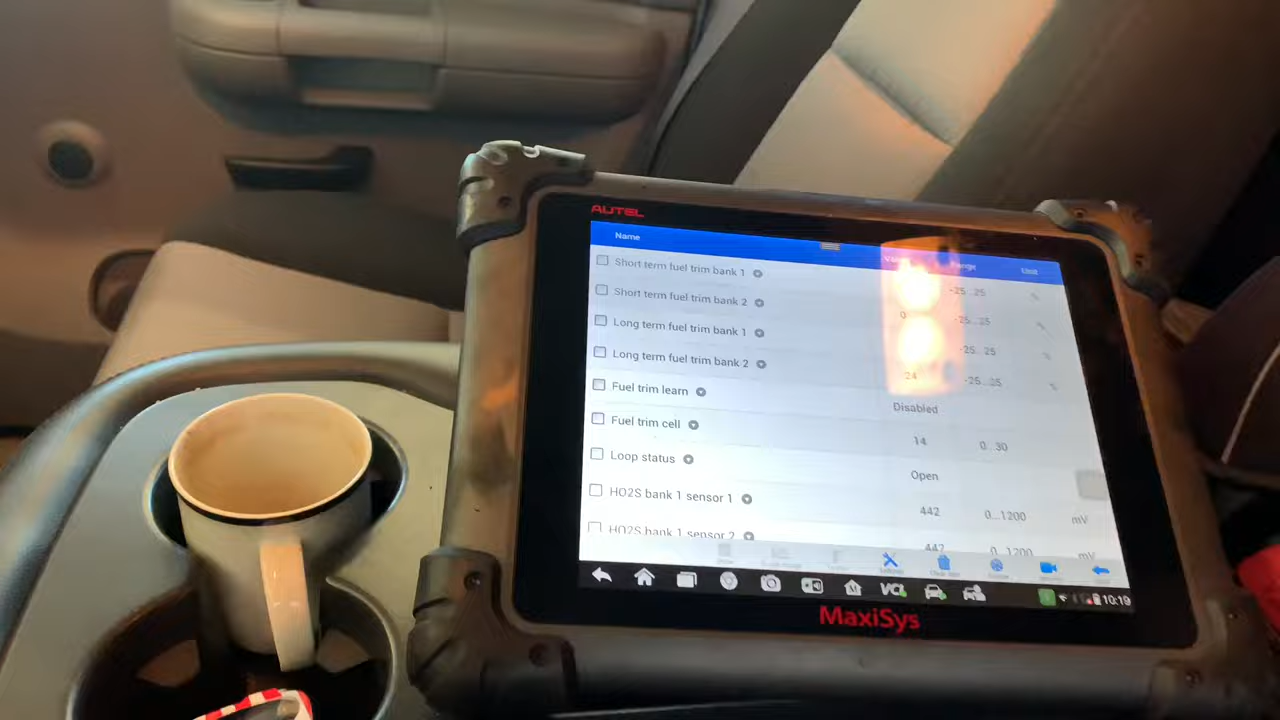 AUTEL
Name Range Unit
Short term fuel trim bank 1 -25...25
Short term fuel trim bank 2 0 -25...25
Long term fuel trim bank 1 -25...25
Long term fuel trim bank 2 24 -25...25
Fuel trim learn Disabled
Fuel trim cell 14 0...30
Loop status Open
HO2S bank 1 sensor 1 442 0...1200 mV
HO2S bank 1 sensor 2 442 0...1200 mV
VCI 10:19
MaxiSys